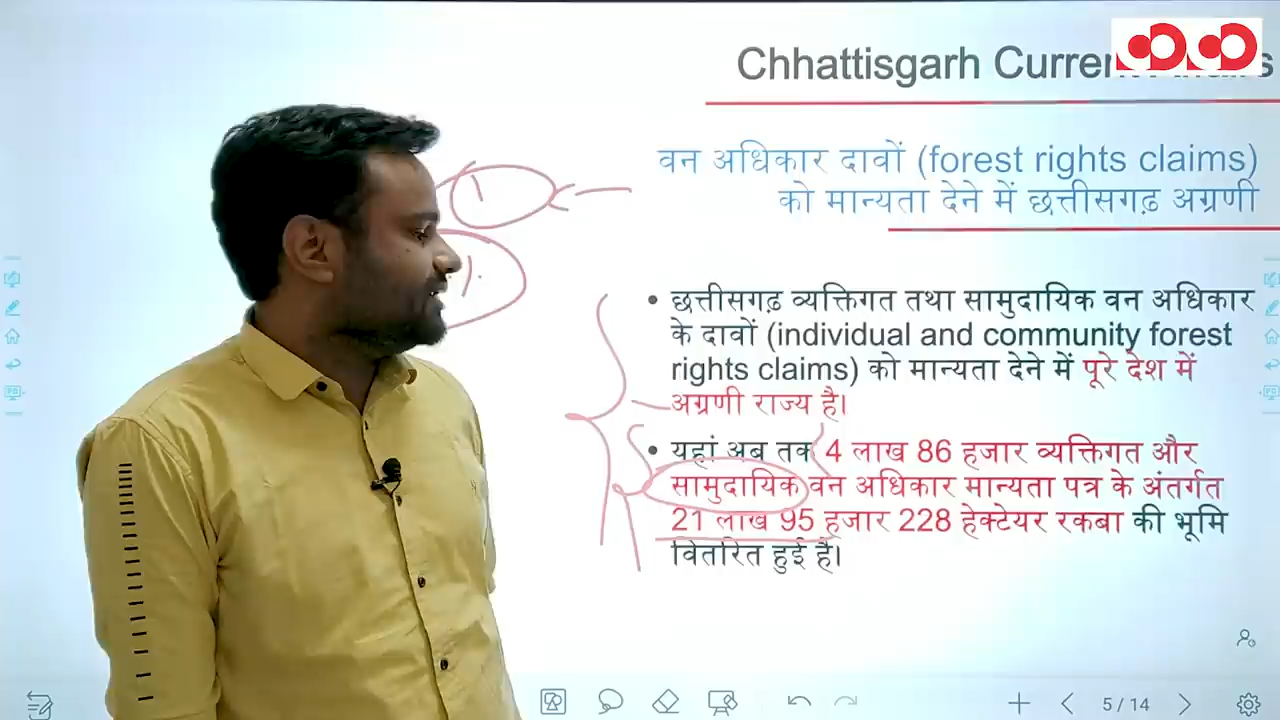 Chhattisgarh Current Affairs
वन अधिकार दावों (forest rights claims)
को मान्यता देने में छत्तीसगढ़ अग्रणी
• छत्तीसगढ़ व्यक्तिगत तथा सामुदायिक वन अधिकार
के दावों (individual and community forest
rights claims) को मान्यता देने में पूरे देश में
अग्रणी राज्य है।
• यहां अब तक 4 लाख 86 हजार व्यक्तिगत और
सामुदायिक वन अधिकार मान्यता पत्र के अंतर्गत
21 लाख 95 हजार 228 हेक्टेयर रकबा की भूमि
वितरित हुई है।
5/14